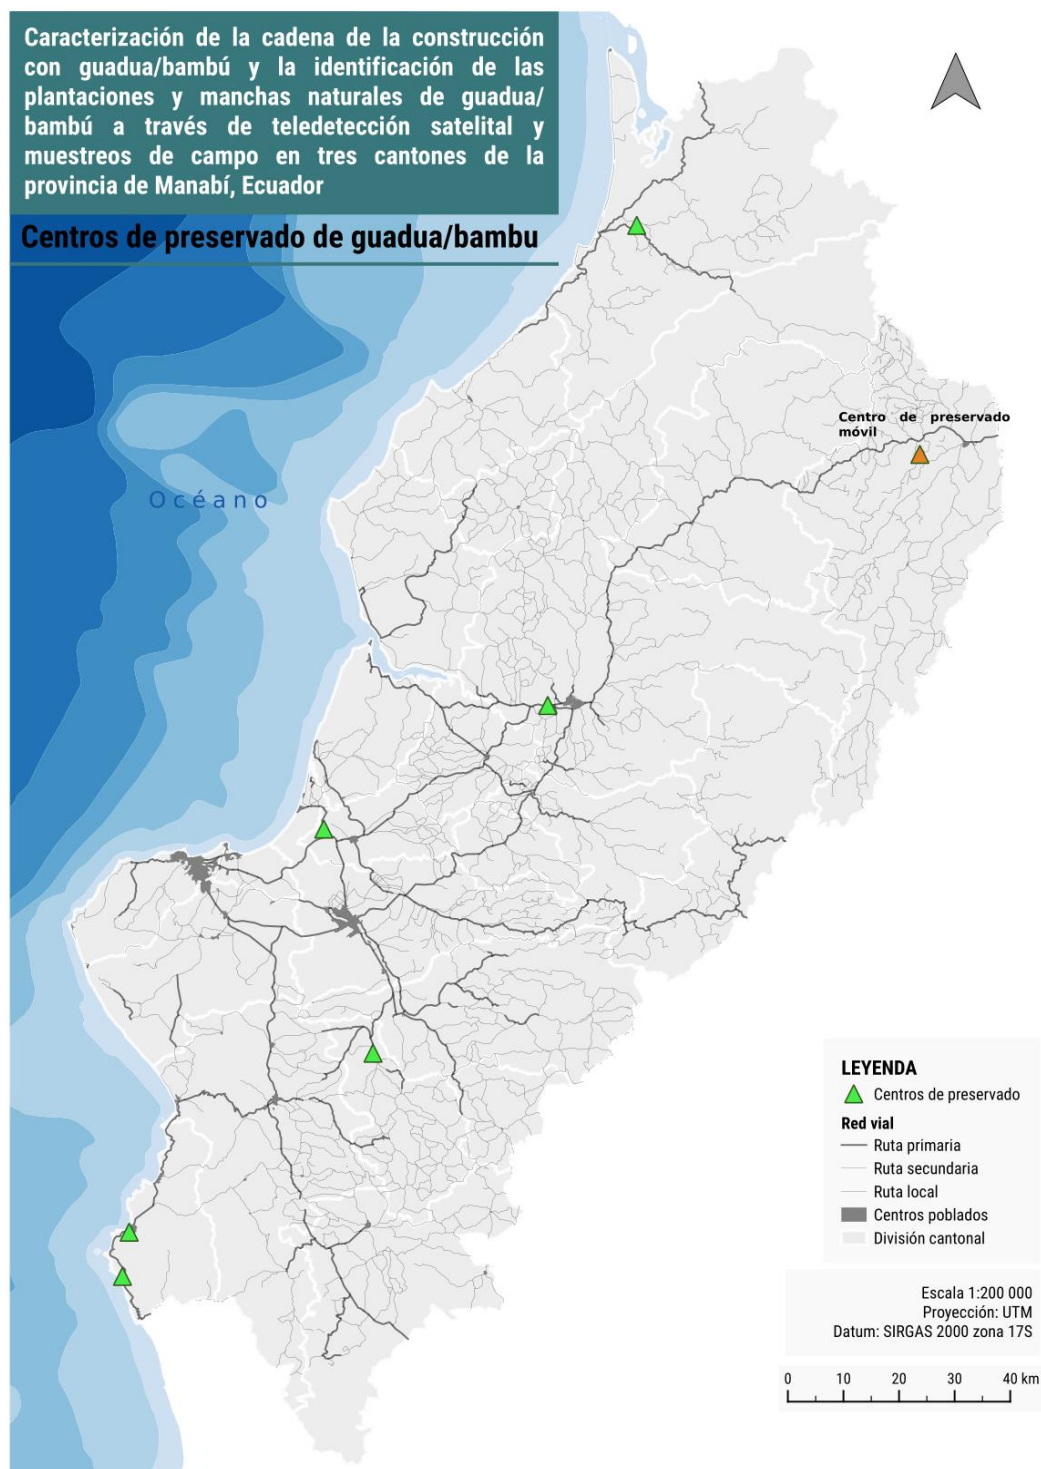 Caracterización de la cadena de la construcción
con guadua/bambú y la identificación de las
plantaciones y manchas naturales de guadua/
bambú a través de teledetección satelital y
muestreos de campo en tres cantones de la
provincia de Manabí, Ecuador
Centros de preservado de guadua/bambu
Centro de preservado
móvil
Océano
LEYENDA
Centros de preservado
Red vial
Ruta primaria
Ruta secundaria
Ruta local
Centros poblados
División cantonal
Escala 1:200 000
Proyección: UTM
Datum: SIRGAS 2000 zona 17S
0 10 20 30 40 km